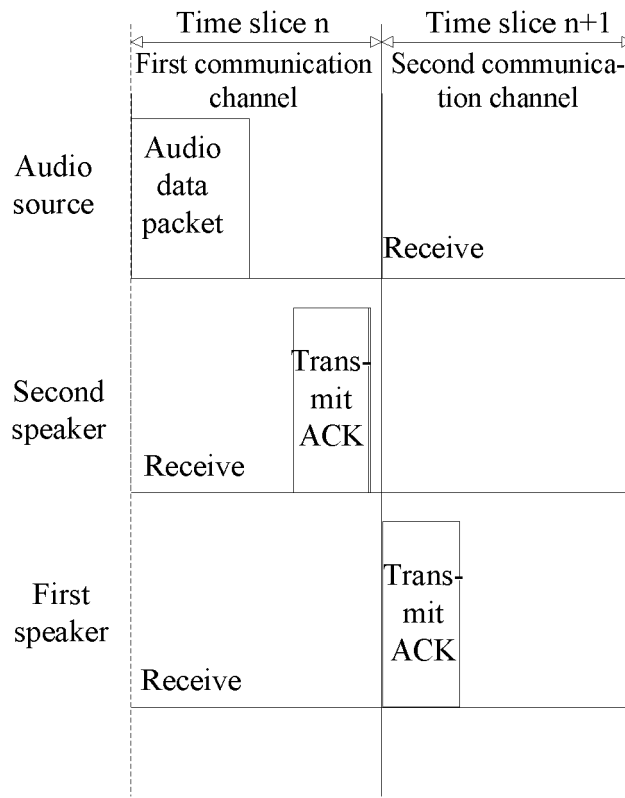 Time slice n
Time slice n+1
First communication
channel
Second communica-
tion channel
Audio
source
Audio
data
packet
Receive
Second
speaker
Receive
Trans-
mit
ACK
First
speaker
Receive
Trans-
mit
ACK